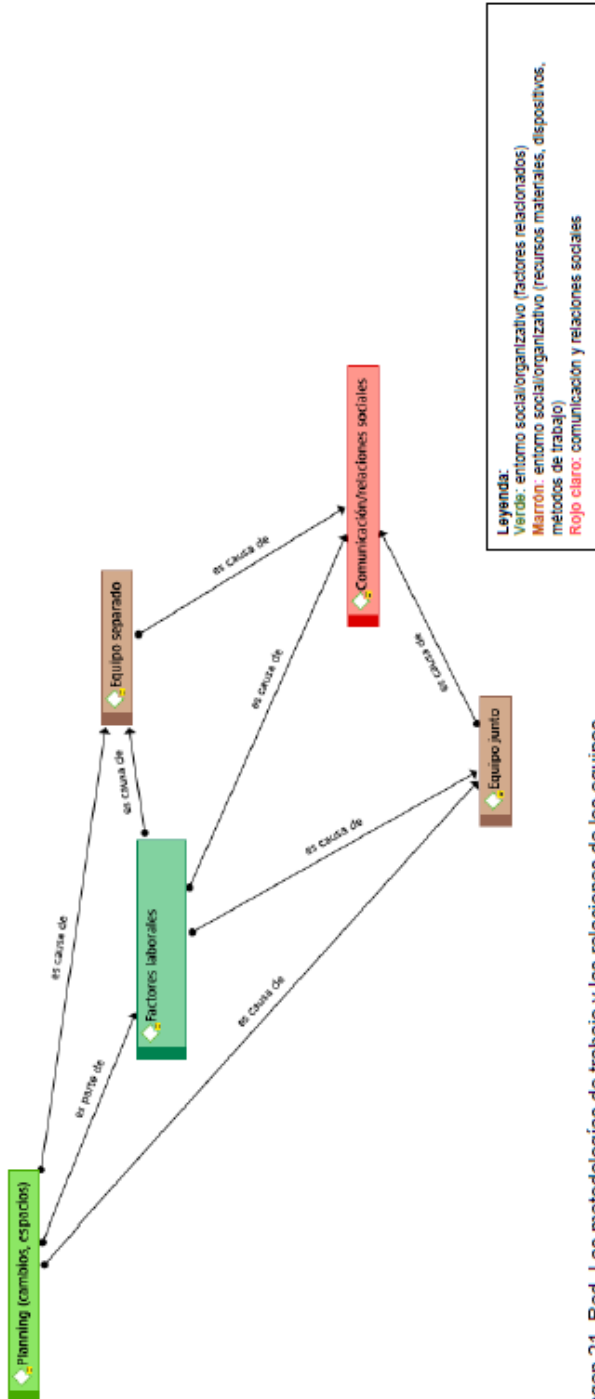 Planning (cambios, espacios)
es causa de
es parte de
es causa de
Factores laborales
es causa de
Equipo separado
es causa de
es causa de
es causa de
Comunicación/relaciones sociales
Equipo junto
es causa de
Leyenda:
Verde: entorno social/organizativo (factores relacionados)
Marrón: entorno social/organizativo (recursos materiales, dispositivos,
métodos de trabajo)
Rojo claro: comunicación y relaciones sociales
21. Red. Las metodologías de trabajo y las relaciones de los equipos